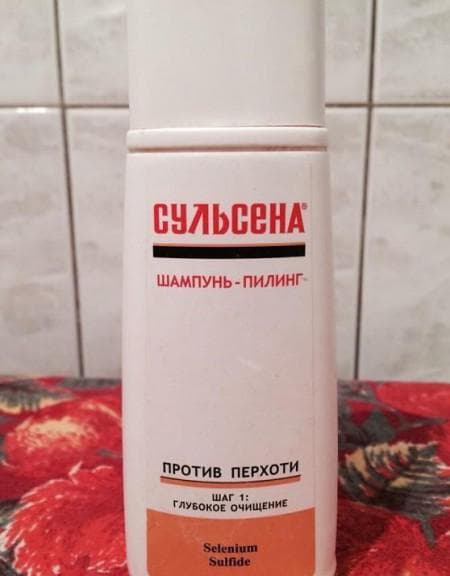 СУЛЬСЕНА®
ШАМПУНЬ-ПИЛИНГ
ПРОТИВ ПЕРХОТИ
ШАГ 1:
ГЛУБОКОЕ ОЧИЩЕНИЕ
Selenium
Sulfide